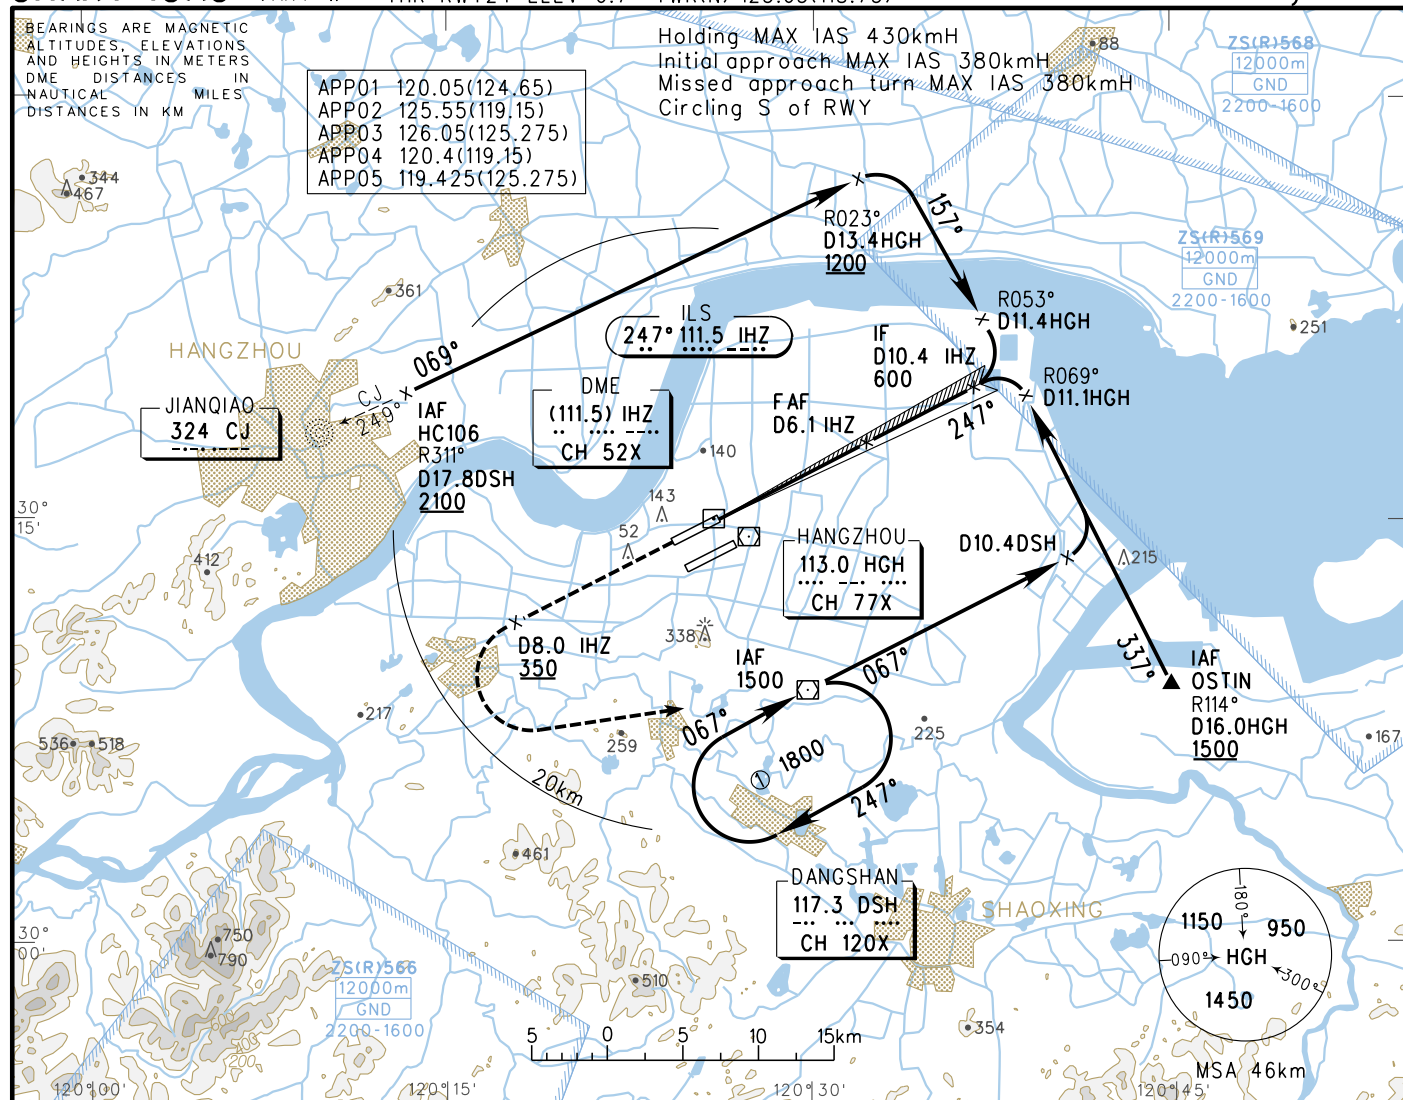 BEARINGS ARE MAGNETIC
ALTITUDES, ELEVATIONS
AND HEIGHTS IN METERS
DME DISTANCES IN
NAUTICAL MILES
DISTANCES IN KM
APP01 120.05(124.65)
APP02 125.55(119.15)
APP03 126.05(125.275)
APP04 120.4(119.15)
APP05 119.425(125.275)
Holding MAX IAS 430kmH
Initial approach MAX IAS 380kmH
Missed approach turn MAX IAS 380kmH
Circling S of RWY
88
ZS(R)568
12000m
GND
2200-1600
344
467
157°
R023°
D13.4HGH
1200
ZS(R)569
12000m
GND
2200-1600
361
R053°
D11.4HGH
251
ILS
247° 111.5 IHZ
IF
D10.4 IHZ
600
HANGZHOU
069°
R069°
D11.1HGH
DME
(111.5) IHZ
CH 52X
JIANQIAO
324 CJ
CJ
249°
IAF
HC106
R311°
D17.8DSH
2100
FAF
D6.1 IHZ
247°
140
30°
15'
143
52
412
HANGZHOU
113.0 HGH
CH 77X
D10.4DSH
215
338
D8.0 IHZ
350
IAF
1500
067°
337°
IAF
OSTIN
R114°
D16.0HGH
1500
217
067°
225
167
536
518
259
1 1800
247°
20km
461
DANGSHAN
117.3 DSH
CH 120X
SHAOXING
750
790
30°
00'
ZS(R)566
12000m
GND
2200-1600
510
354
180°
1150
950
090°
HGH
300°
1450
MSA 46km
400
200
5 0 5 10 15km
120°00'
120°15'
120°30'
120°45'